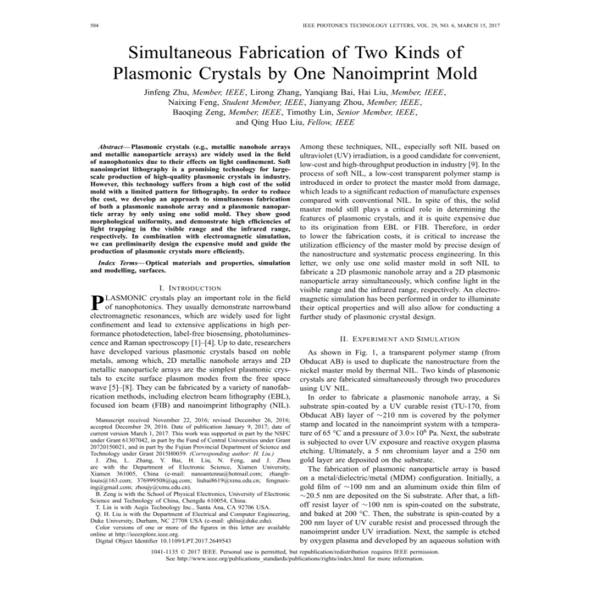 504
IEEE PHOTONICS TECHNOLOGY LETTERS, VOL. 29, NO. 6, MARCH 15, 2017
Simultaneous Fabrication of Two Kinds of
Plasmonic Crystals by One Nanoimprint Mold
Jinfeng Zhu, Member, IEEE, Lirong Zhang, Yanqiang Bai, Hai Liu, Member, IEEE,
Naixing Feng, Student Member, IEEE, Jianyang Zhou, Member, IEEE,
Baoqing Zeng, Member, IEEE, Timothy Lin, Senior Member, IEEE,
and Qing Huo Liu, Fellow, IEEE
Abstract—Plasmonic crystals (e.g., metallic nanohole arrays
and metallic nanoparticle arrays) are widely used in the field
of nanophotonics due to their effects on light confinement. Soft
nanoimprint lithography is a promising technology for large-
scale production of high-quality plasmonic crystals in industry.
However, this technology suffers from a high cost of the solid
mold with a limited pattern for lithography. In order to reduce
the cost, we develop an approach to simultaneous fabrication
of both a plasmonic nanohole array and a plasmonic nanopar-
ticle array by only using one solid mold. They show good
morphological uniformity, and demonstrate high efficiencies of
light trapping in the visible range and the infrared range,
respectively. In combination with electromagnetic simulation,
we can preliminarily design the expensive mold and guide the
production of plasmonic crystals more efficiently.
Index Terms—Optical materials and properties, simulation
and modelling, surfaces.
I. INTRODUCTION
PLASMONIC crystals play an important role in the field
of nanophotonics. They usually demonstrate narrowband
electromagnetic resonances, which are widely used for light
confinement and lead to extensive applications in high per-
formance photodetection, label-free biosensing, photolumines-
cence and Raman spectroscopy [1]–[4]. Up to date, researchers
have developed various plasmonic crystals based on noble
metals, among which, 2D metallic nanohole arrays and 2D
metallic nanoparticle arrays are the simplest plasmonic crys-
tals to excite surface plasmon modes from the free space
wave [5]–[8]. They can be fabricated by a variety of nanofab-
rication methods, including electron beam lithography (EBL),
focused ion beam (FIB) and nanoimprint lithography (NIL).
Manuscript received November 22, 2016; revised December 26, 2016;
accepted December 29, 2016. Date of publication January 9, 2017; date of
current version March 1, 2017. This work was supported in part by the NSFC
under Grant 61307042, in part by the Fund of Central Universities under Grant
20720150021, and in part by the Fujian Provincial Department of Science and
Technology under Grant 2015H0039. (Corresponding author: H. Liu.)
J. Zhu, L. Zhang, Y. Bai, H. Liu, N. Feng, and J. Zhou
are with the Department of Electronic Science, Xiamen University,
Xiamen 361005, China (e-mail: nantennas@hotmail.com; zhanglr-
louis@163.com; 376999508@qq.com; liuhai8619@xmu.edu.cn; fengnaix-
ing@gmail.com; zhoujy@xmu.edu.cn).
B. Zeng is with the School of Physical Electronics, University of Electronic
Science and Technology of China, Chengdu 610054, China.
T. Lin is with Aegis Technology Inc., Santa Ana, CA 92706 USA.
Q. H. Liu is with the Department of Electrical and Computer Engineering,
Duke University, Durham, NC 27708 USA (e-mail: qhliu@duke.edu).
Color versions of one or more of the figures in this letter are available
online at http://ieeexplore.ieee.org.
Digital Object Identifier 10.1109/LPT.2017.2649543
Among these techniques, NIL, especially soft NIL based on
ultraviolet (UV) irradiation, is a good candidate for convenient,
low-cost and high-throughput production in industry [9]. In the
process of soft NIL, a low-cost transparent polymer stamp is
introduced in order to protect the master mold from damage,
which leads to a significant reduction of manufacture expenses
compared with conventional NIL. In spite of this, the solid
master mold still plays a critical role in determining the
features of plasmonic crystals, and it is quite expensive due
to its origination from EBL or FIB. Therefore, in order
to lower the fabrication costs, it is critical to increase the
utilization efficiency of the master mold by precise design of
the nanostructure and systematic process engineering. In this
letter, we only use one solid master mold in soft NIL to
fabricate a 2D plasmonic nanohole array and a 2D plasmonic
nanoparticle array simultaneously, which confine light in the
visible range and the infrared range, respectively. An electro-
magnetic simulation has been performed in order to illuminate
their optical properties and will also allow for conducting a
further study of plasmonic crystal design.
II. EXPERIMENT AND SIMULATION
As shown in Fig. 1, a transparent polymer stamp (from
Obducat AB) is used to duplicate the nanostructure from the
nickel master mold by thermal NIL. Two kinds of plasmonic
crystals are fabricated simultaneously through two procedures
using UV NIL.
In order to fabricate a plasmonic nanohole array, a Si
substrate spin-coated by a UV curable resist (TU-170, from
Obducat AB) layer of ~210 nm is covered by the polymer
stamp and located in the nanoimprint system with a tempera-
ture of 65 °C and a pressure of 3.0×10⁶ Pa. Next, the substrate
is subjected to over UV exposure and reactive oxygen plasma
etching. Ultimately, a 5 nm chromium layer and a 250 nm
gold layer are deposited on the substrate.
The fabrication of plasmonic nanoparticle array is based on
a metal/dielectric/metal (MDM) configuration. Initially, a
gold film of ~100 nm and an aluminum oxide thin film of
~20.5 nm are deposited on the Si substrate. After that, a lift-
off resist layer of ~100 nm is spin-coated on the substrate,
and baked at 200 °C. Then, the substrate is spin-coated by a
200 nm layer of UV curable resist and processed through the
nanoimprint under UV irradiation. Next, the sample is etched
by oxygen plasma and developed by an aqueous solution with
1041-1135 © 2017 IEEE. Personal use is permitted, but republication/redistribution requires IEEE permission.
See http://www.ieee.org/publications_standards/publications/rights/index.html for more information.